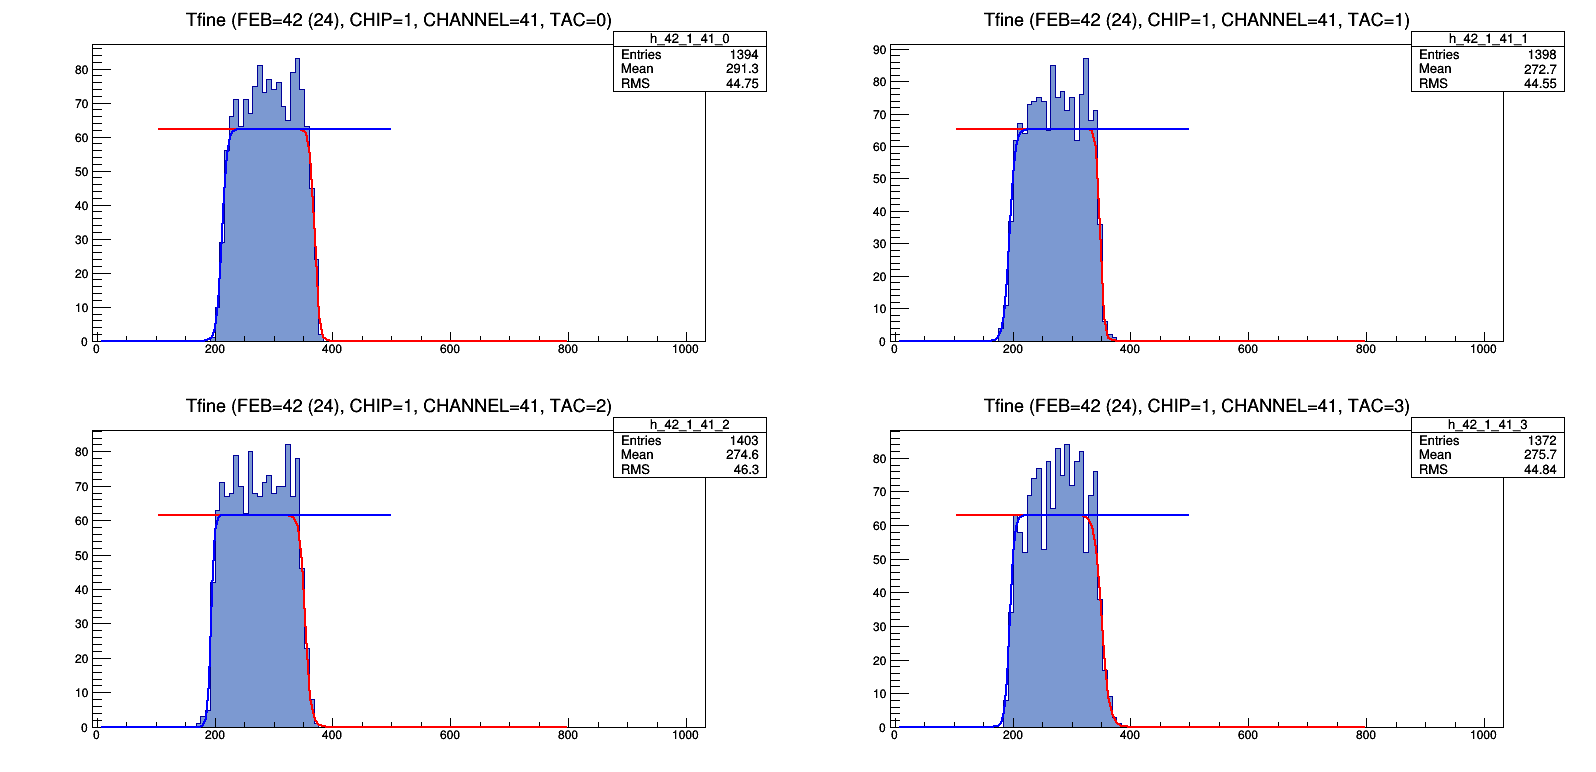 Tfine (FEB=42 (24), CHIP=1, CHANNEL=41, TAC=0)
h_42_1_41_0
Entries 1394
Mean 291.3
RMS 44.75
80
70
60
50
40
30
20
10
0
0 200 400 600 800 1000
Tfine (FEB=42 (24), CHIP=1, CHANNEL=41, TAC=1)
h_42_1_41_1
Entries 1398
Mean 272.7
RMS 44.55
90
80
70
60
50
40
30
20
10
0
0 200 400 600 800 1000
Tfine (FEB=42 (24), CHIP=1, CHANNEL=41, TAC=2)
h_42_1_41_2
Entries 1403
Mean 274.6
RMS 46.3
80
70
60
50
40
30
20
10
0
0 200 400 600 800 1000
Tfine (FEB=42 (24), CHIP=1, CHANNEL=41, TAC=3)
h_42_1_41_3
Entries 1372
Mean 275.7
RMS 44.84
80
70
60
50
40
30
20
10
0
0 200 400 600 800 1000